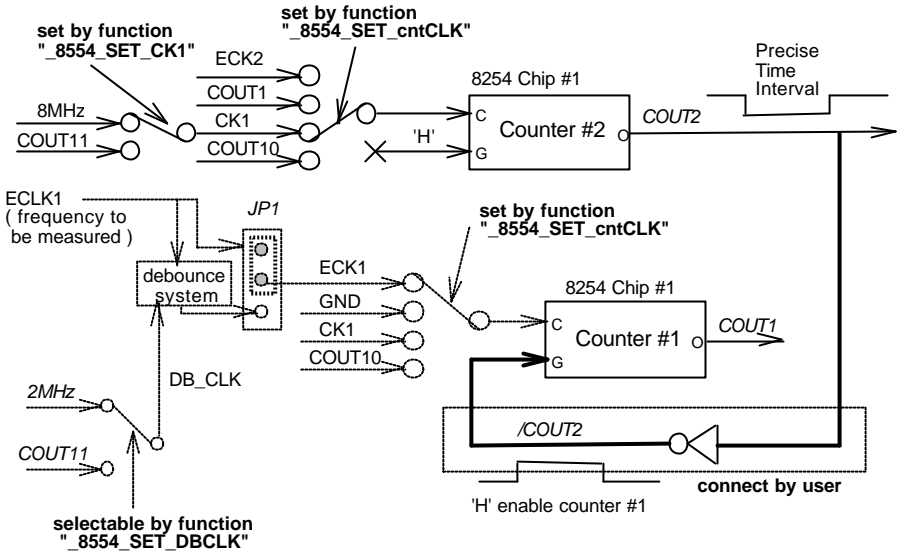 set by function
"_8554_SET_CK1"
set by function
"_8554_SET_cntCLK"
Precise
Time
Interval
ECK2
COUT1
8MHz
CK1
COUT11
COUT10
'H'
8254 Chip #1
C
Counter #2
O
G
COUT2
ECLK1
( frequency to
be measured )
JP1
debounce
system
set by function
"_8554_SET_cntCLK"
ECK1
GND
CK1
COUT10
8254 Chip #1
C
Counter #1
O
G
COUT1
DB_CLK
2MHz
COUT11
/COUT2
connect by user
'H' enable counter #1
selectable by function
"_8554_SET_DBCLK"